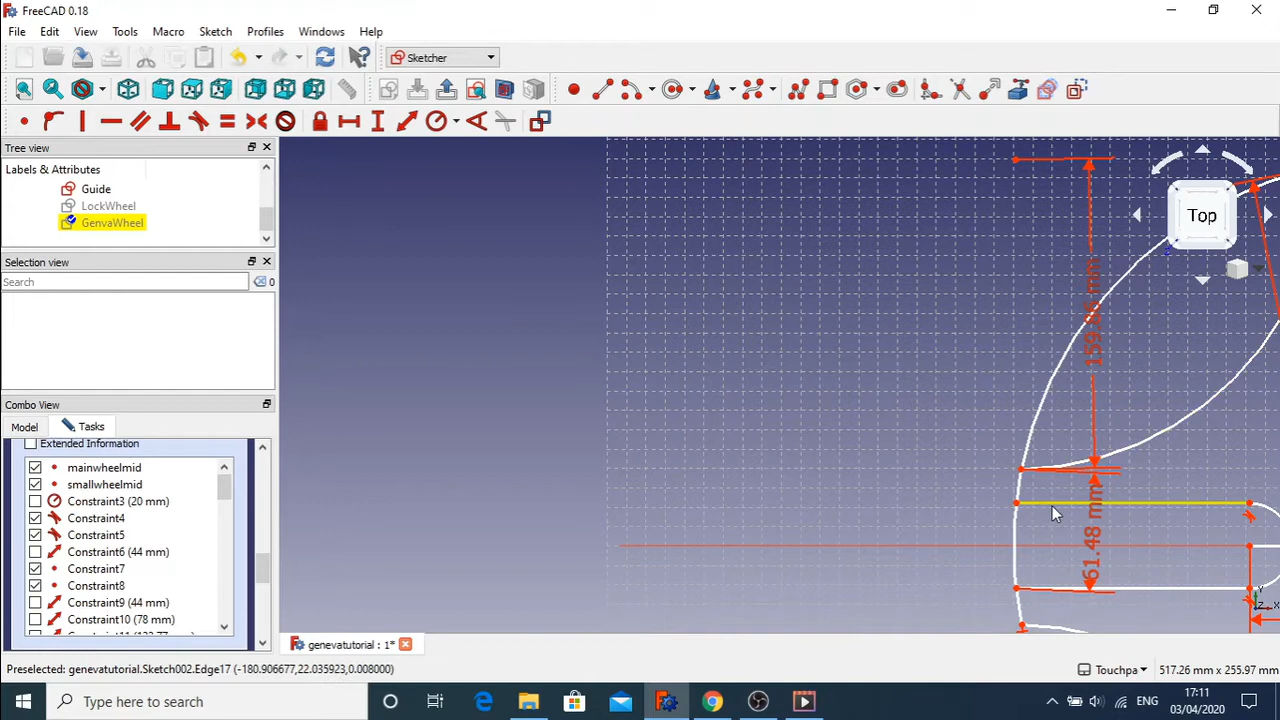 FreeCAD 0.18
File Edit View Tools Macro Sketch Profiles Windows Help
Sketcher
Tree view
Labels & Attributes
Guide
LockWheel
GenvaWheel
Selection view
Search
0
Combo View
Model Tasks
Extended Information
mainwheelmid
smallwheelmid
Constraint3 (20 mm)
Constraint4
Constraint5
Constraint6 (44 mm)
Constraint7
Constraint8
Constraint9 (44 mm)
Constraint10 (78 mm)
Top
61.48 mm
Y
Z X
genevatutorial : 1*
Preselected: genevatutorial.Sketch002.Edge17 (-180.906677,22.035923,0.008000)
Touchpa
517.26 mm x 255.97 mm
Type here to search
ENG
17:11
03/04/2020